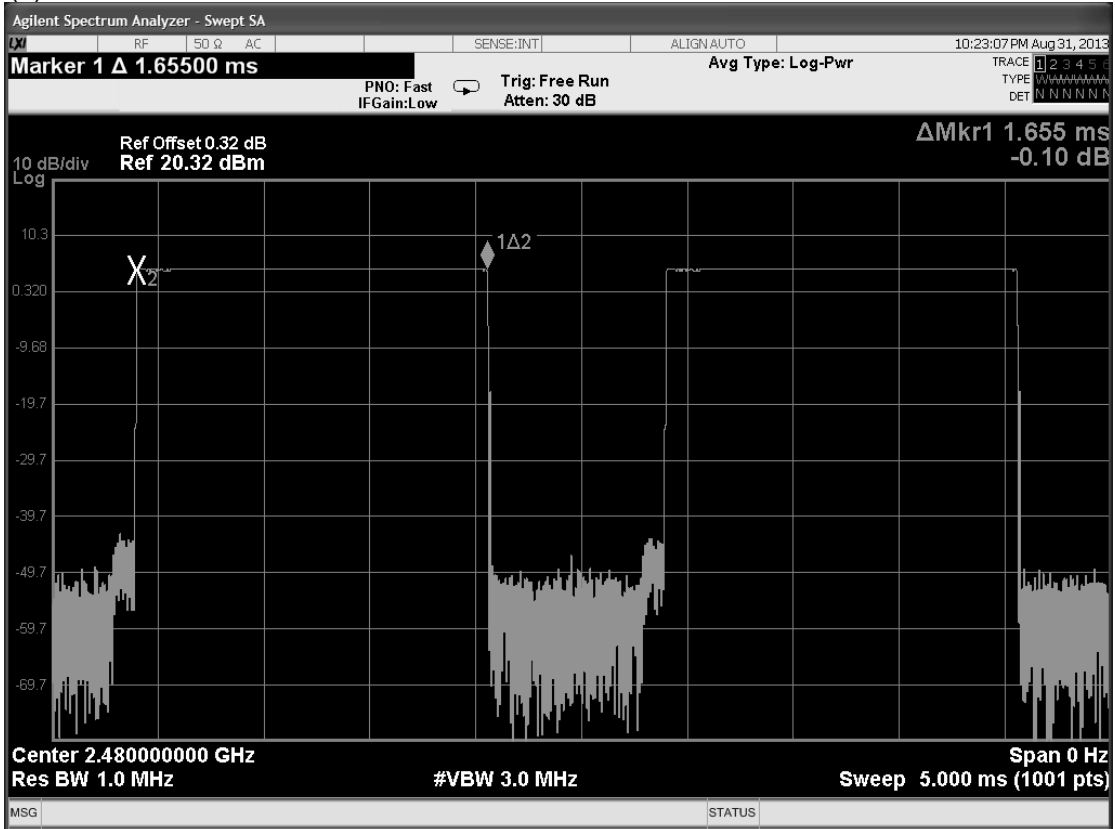 Agilent Spectrum Analyzer - Swept SA
LXI RF 50 Ω AC SENSE:INT ALIGN AUTO 10:23:07 PM Aug 31, 2013
Marker 1 Δ 1.65500 ms
PNO: Fast
IFGain:Low
Trig: Free Run
Atten: 30 dB
Avg Type: Log-Pwr
TRACE 1 2 3 4 5 6
TYPE
DET N N N N N N
ΔMkr1 1.655 ms
-0.10 dB
Ref Offset 0.32 dB
10 dB/div Ref 20.32 dBm
Log
10.3
1Δ2
X2
0.320
-9.68
-19.7
-29.7
-39.7
-49.7
-59.7
-69.7
Center 2.480000000 GHz Span 0 Hz
Res BW 1.0 MHz #VBW 3.0 MHz Sweep 5.000 ms (1001 pts)
MSG STATUS